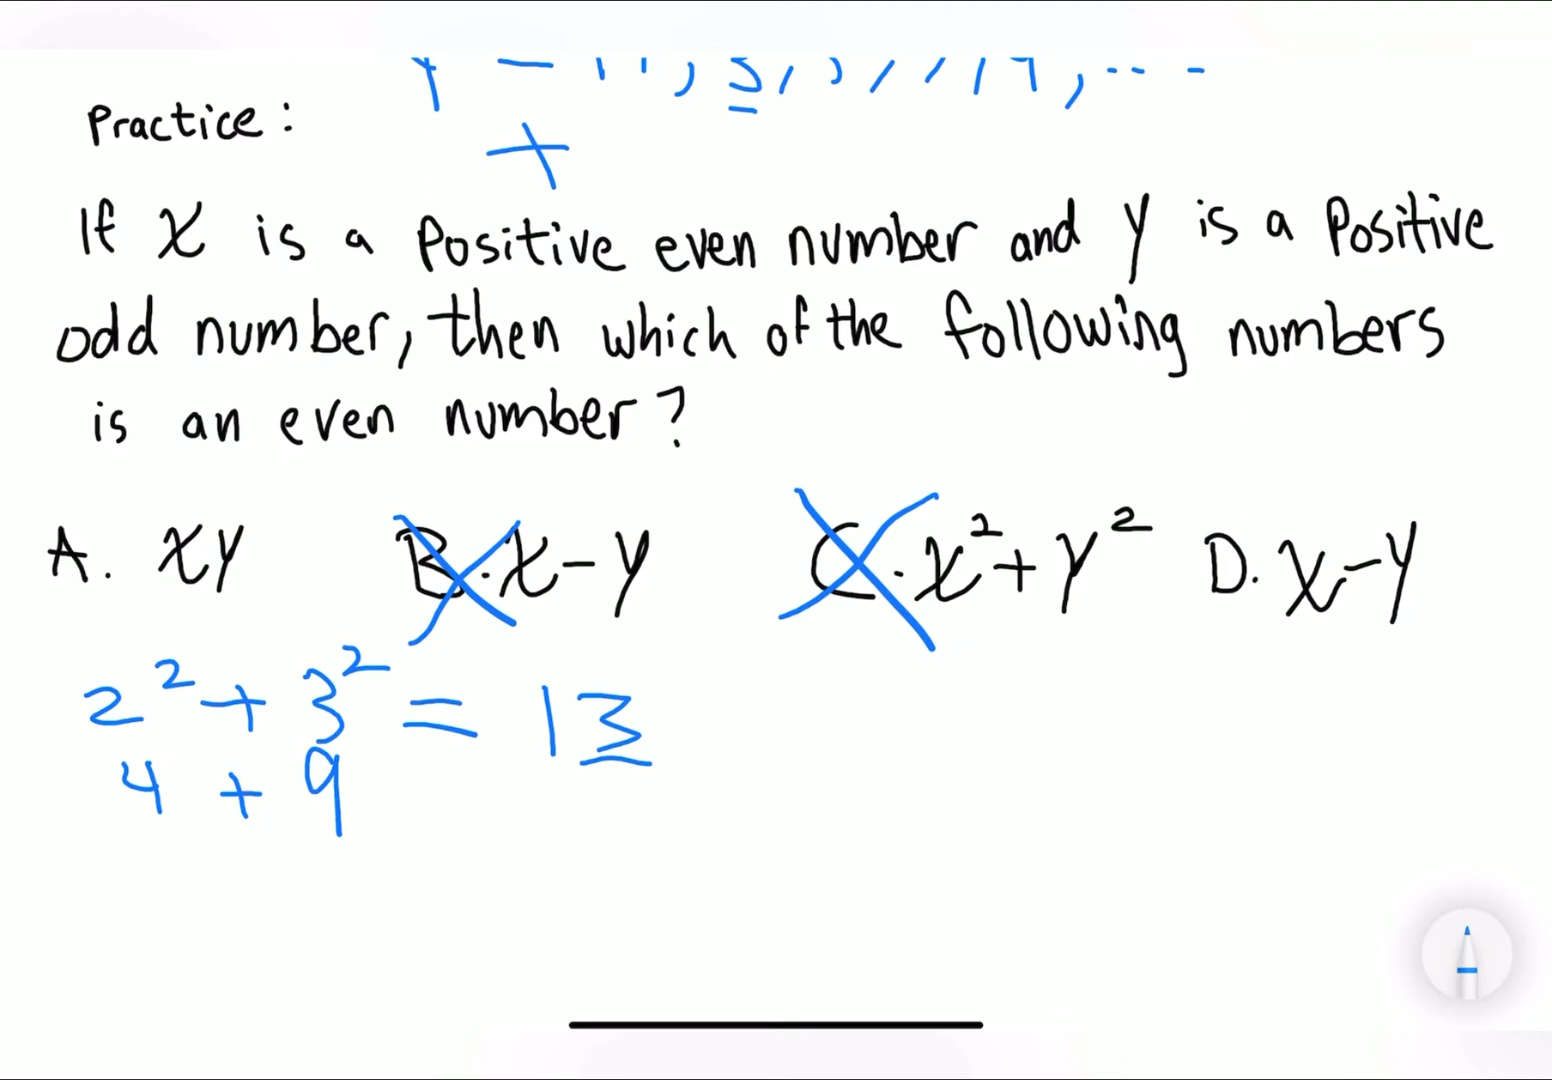 Practice:
+
If x is a Positive even number and y is a Positive
odd number, then which of the following numbers
is an even number?
A. xy B. x-y C. x²+y² D. x-y
2² + 3² = 13
4 + 9